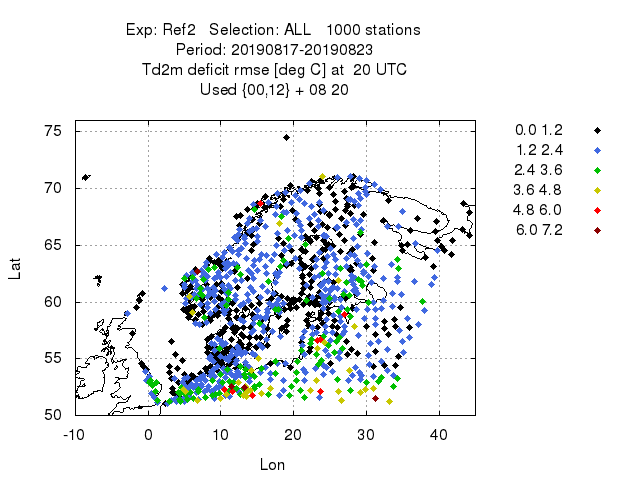 Exp: Ref2 Selection: ALL 1000 stations
Period: 20190817-20190823
Td2m deficit rmse [deg C] at 20 UTC
Used {00,12} + 08 20
75
70
65
60
55
50
Lat
-10 0 10 20 30 40
Lon
0.0 1.2
1.2 2.4
2.4 3.6
3.6 4.8
4.8 6.0
6.0 7.2